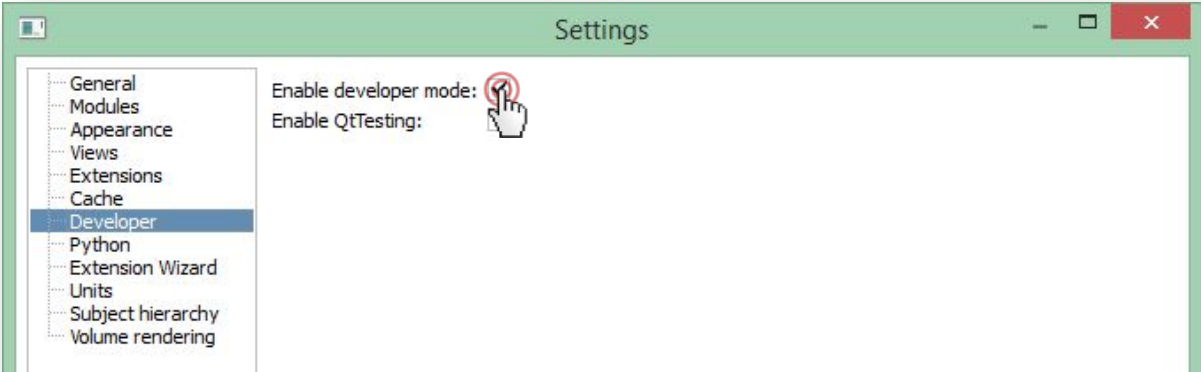 Settings
General
Modules
Appearance
Views
Extensions
Cache
Developer
Python
Extension Wizard
Units
Subject hierarchy
Volume rendering
Enable developer mode:
Enable QtTesting: